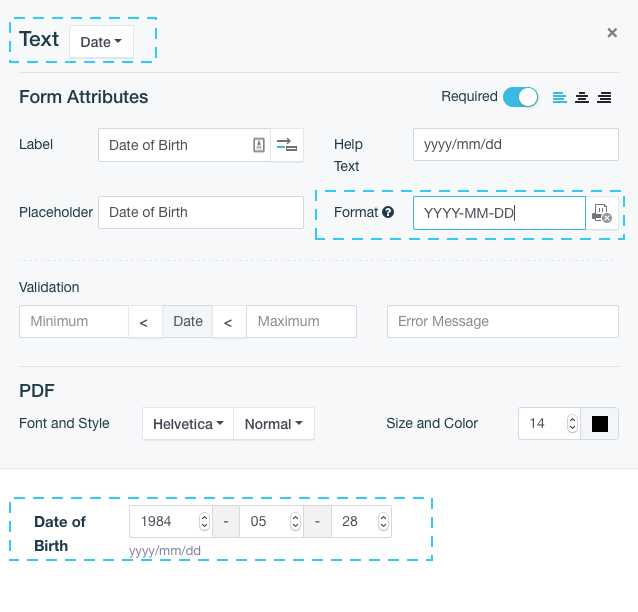 Text Date
×
Form Attributes
Required
Label
Date of Birth
Help
Text
yyyy/mm/dd
Placeholder
Date of Birth
Format ?
YYYY-MM-DD
Validation
Minimum < Date < Maximum
Error Message
PDF
Font and Style
Helvetica
Normal
Size and Color
14
Date of
Birth
1984 - 05 - 28
yyyy/mm/dd